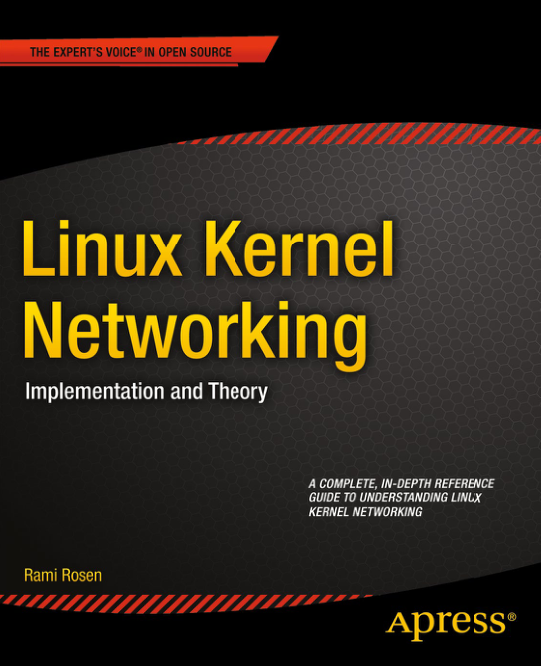 THE EXPERT'S VOICE® IN OPEN SOURCE
Linux Kernel
Networking
Implementation and Theory
A COMPLETE, IN-DEPTH REFERENCE
GUIDE TO UNDERSTANDING LINUX
KERNEL NETWORKING
Rami Rosen
Apress®